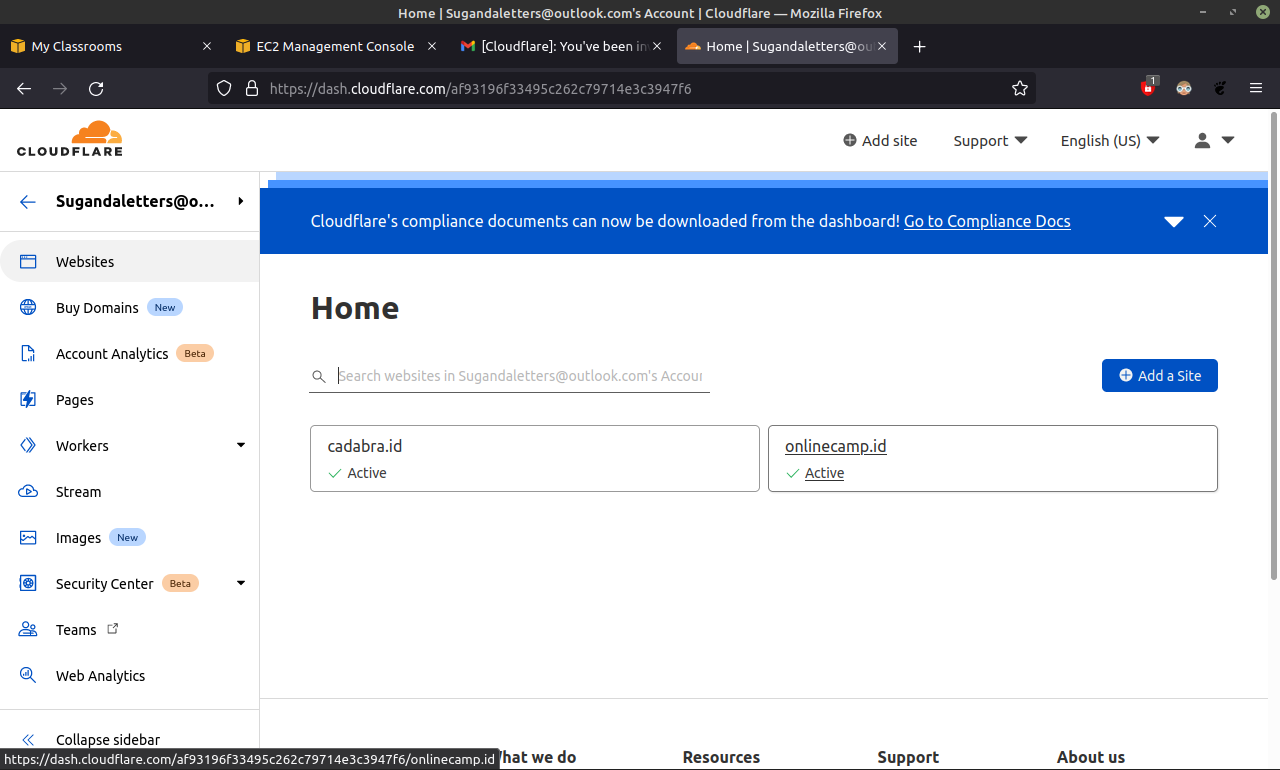 Home | Sugandaletters@outlook.com's Account | Cloudflare — Mozilla Firefox
My Classrooms
EC2 Management Console
[Cloudflare]: You've been in
Home | Sugandaletters@ou
https://dash.cloudflare.com/af93196f33495c262c79714e3c3947f6
1
CLOUDFLARE
Add site
Support
English (US)
Sugandaletters@o...
Cloudflare's compliance documents can now be downloaded from the dashboard! Go to Compliance Docs
Websites
Buy Domains New
Account Analytics Beta
Pages
Workers
Stream
Images New
Security Center Beta
Teams
Web Analytics
Collapse sidebar
Home
Search websites in Sugandaletters@outlook.com's Accour
Add a Site
cadabra.id
Active
onlinecamp.id
Active
What we do
Resources
Support
About us
https://dash.cloudflare.com/af93196f33495c262c79714e3c3947f6/onlinecamp.id